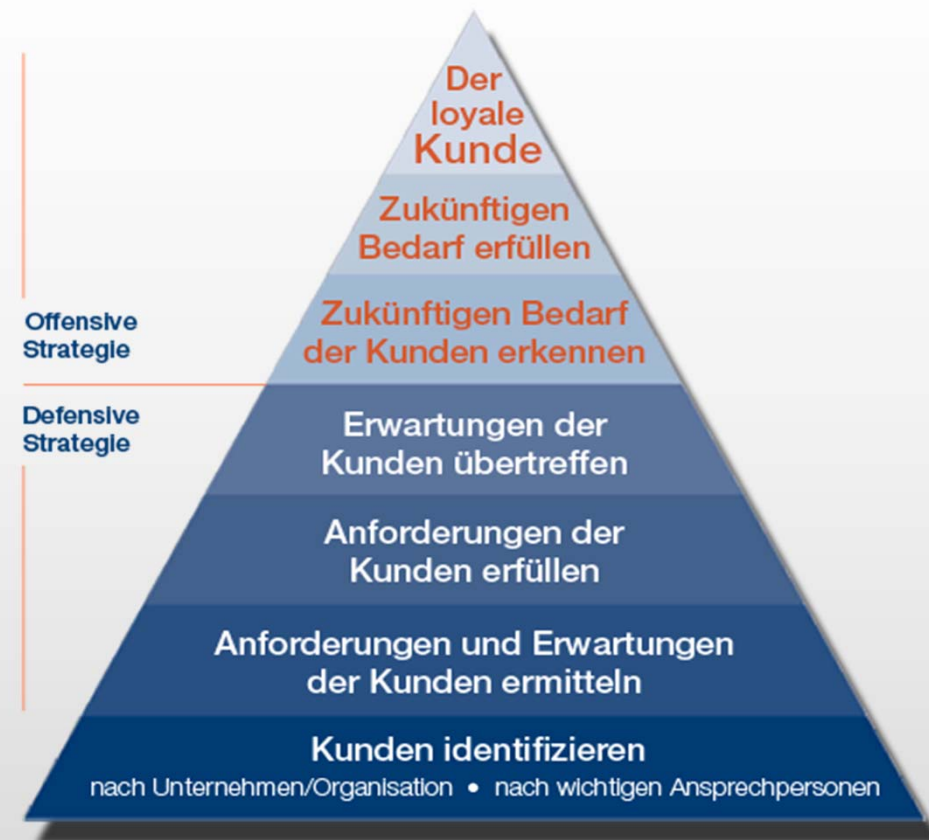 Der
loyale
Kunde
Zukünftigen
Bedarf erfüllen
Zukünftigen Bedarf
der Kunden erkennen
Offensive
Strategie
Defensive
Strategie
Erwartungen der
Kunden übertreffen
Anforderungen der
Kunden erfüllen
Anforderungen und Erwartungen
der Kunden ermitteln
Kunden identifizieren
nach Unternehmen/Organisation • nach wichtigen Ansprechpersonen